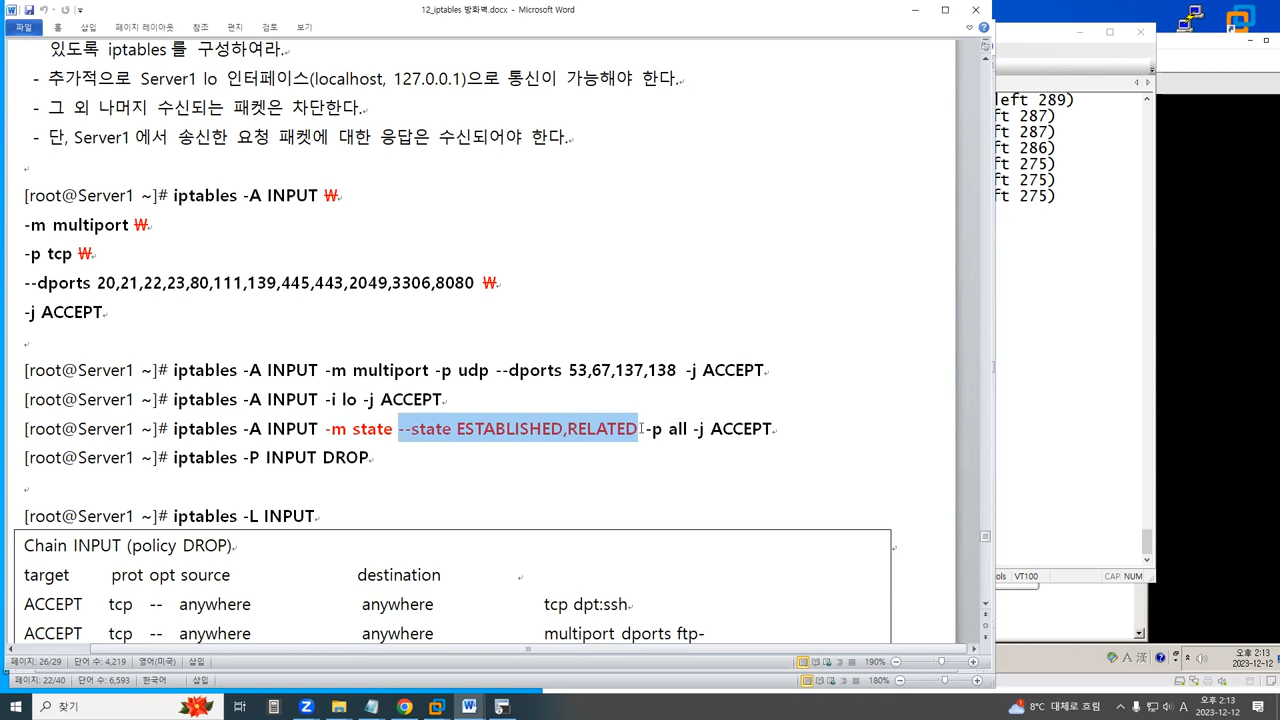 12_iptables 방화벽.docx - Microsoft Word
파일 홈 삽입 페이지 레이아웃 참조 편지 검토 보기
있도록 iptables 를 구성하여라.
- 추가적으로 Server1 lo 인터페이스(localhost, 127.0.0.1)으로 통신이 가능해야 한다.
- 그 외 나머지 수신되는 패켓은 차단한다.
- 단, Server1 에서 송신한 요청 패켓에 대한 응답은 수신되어야 한다.
[root@Server1 ~]# iptables -A INPUT ₩
-m multiport ₩
-p tcp ₩
--dports 20,21,22,23,80,111,139,445,443,2049,3306,8080 ₩
-j ACCEPT
[root@Server1 ~]# iptables -A INPUT -m multiport -p udp --dports 53,67,137,138 -j ACCEPT
[root@Server1 ~]# iptables -A INPUT -i lo -j ACCEPT
[root@Server1 ~]# iptables -A INPUT -m state --state ESTABLISHED,RELATED -p all -j ACCEPT
[root@Server1 ~]# iptables -P INPUT DROP
[root@Server1 ~]# iptables -L INPUT
Chain INPUT (policy DROP)
target prot opt source destination
ACCEPT tcp -- anywhere anywhere tcp dpt:ssh
ACCEPT tcp -- anywhere anywhere multiport dports ftp-
페이지: 26/29 단어 수: 4,219 영어(미국) 삽입 190%
페이지: 22/40 단어 수: 6,593 한국어 삽입 180%
left 289)
ft 287)
ft 287)
ft 286)
ft 275)
ft 275)
ft 275)
ols VT100 CAP NUM
A 漢 오후 2:13
2023-12-12
찾기 8°C 대체로 흐림 A 오후 2:13
2023-12-12